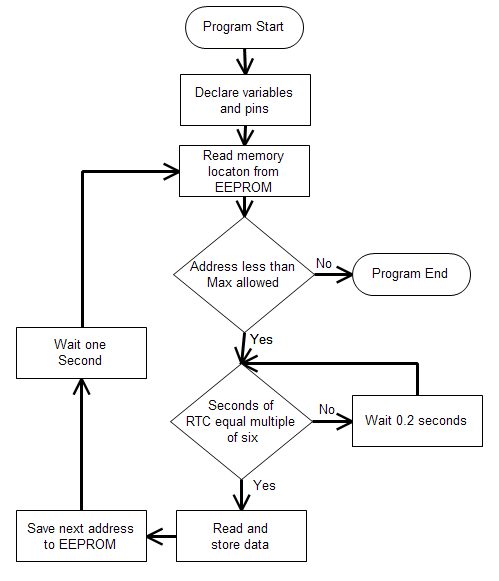 Program Start
Declare variables
and pins
Read memory
locaton from
EEPROM
Address less than
Max allowed
No
Program End
Yes
Wait one
Second
Seconds of
RTC equal multiple
of six
No
Wait 0.2 seconds
Yes
Save next address
to EEPROM
Read and
store data